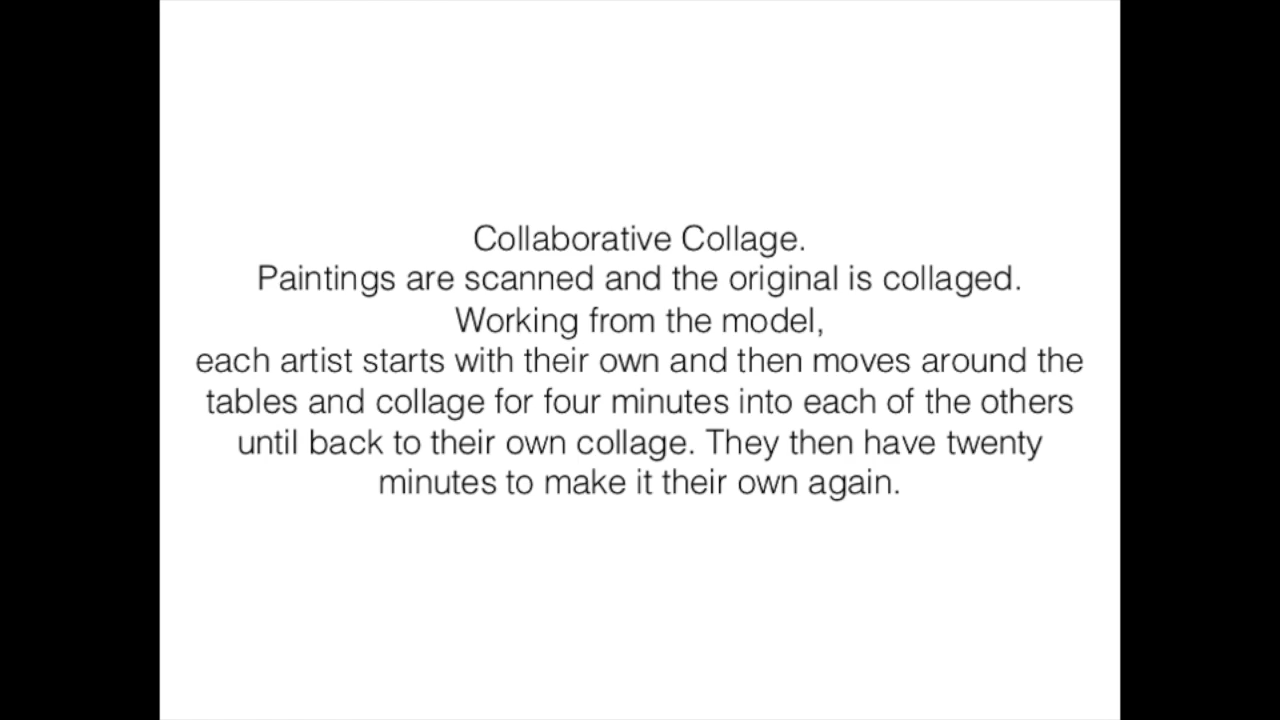 Collaborative Collage.
Paintings are scanned and the original is collaged.
Working from the model,
each artist starts with their own and then moves around the
tables and collage for four minutes into each of the others
until back to their own collage. They then have twenty
minutes to make it their own again.